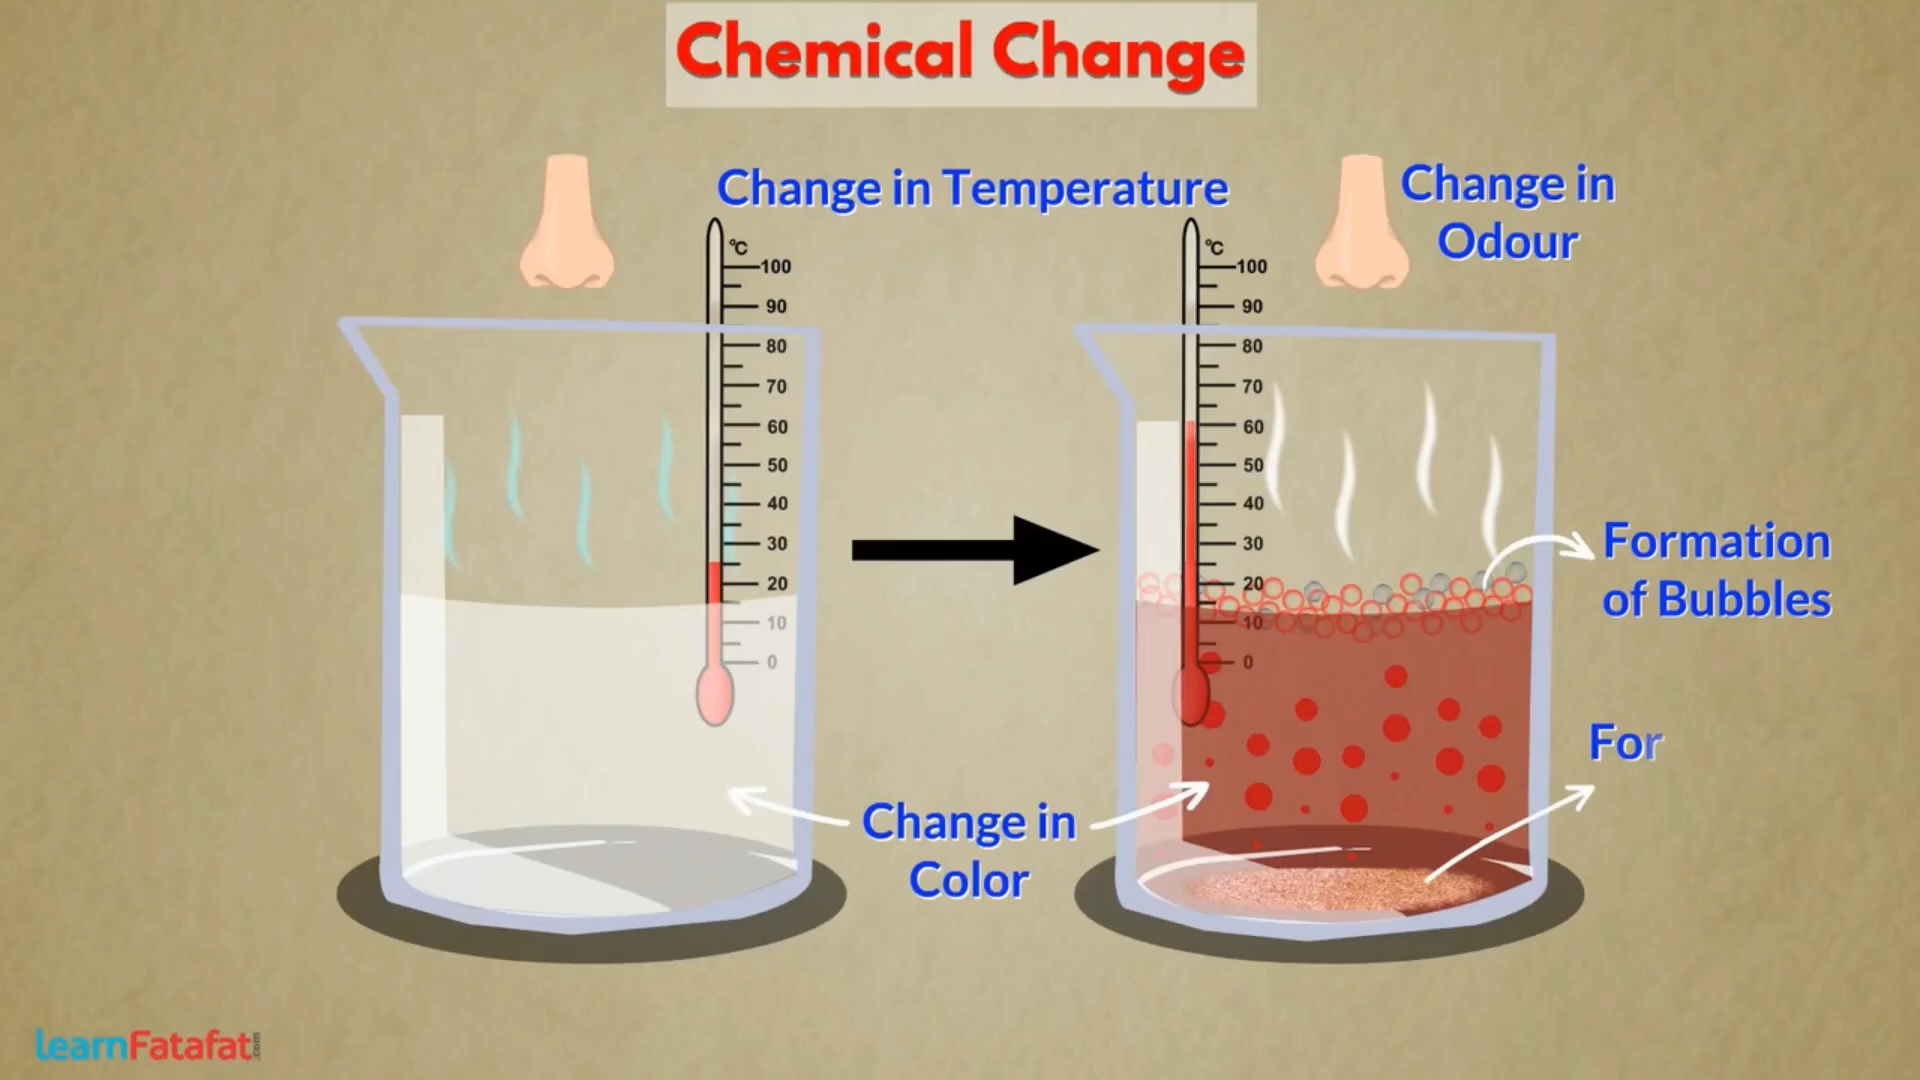 Chemical Change
Change in Temperature
Change in
Odour
°C
100
90
80
70
60
50
40
30
20
10
0
°C
100
90
80
70
60
50
40
30
20
10
0
Formation
of Bubbles
For
Change in
Color
learnFatafat.com